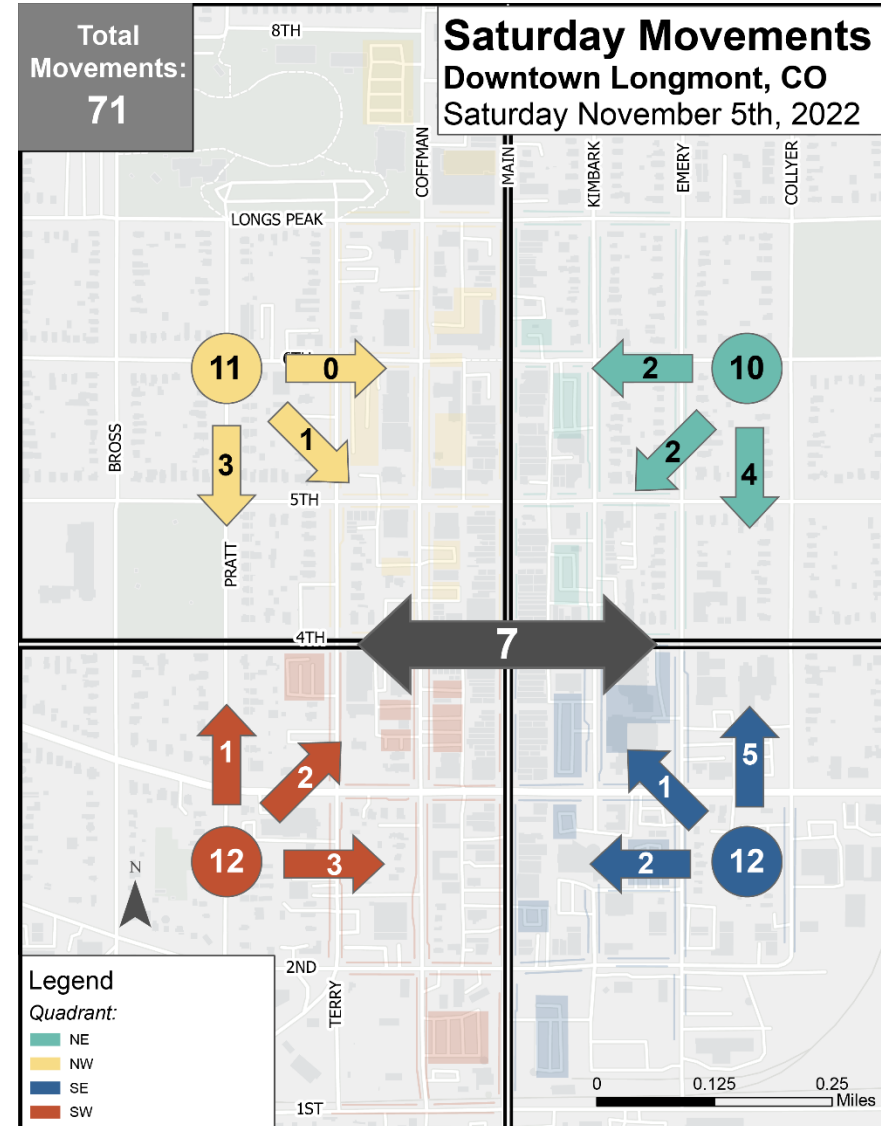 Total
Movements:
71
Saturday Movements
Downtown Longmont, CO
Saturday November 5th, 2022
8TH
COFFMAN
MAIN
KIMBARK
EMERY
COLLYER
LONGS PEAK
11
0
1
3
2
10
2
4
BROSS
5TH
PRATT
4TH
7
1
2
12
3
5
1
2
12
N
2ND
TERRY
1ST
Legend
Quadrant:
NE
NW
SE
SW
0 0.125 0.25
Miles